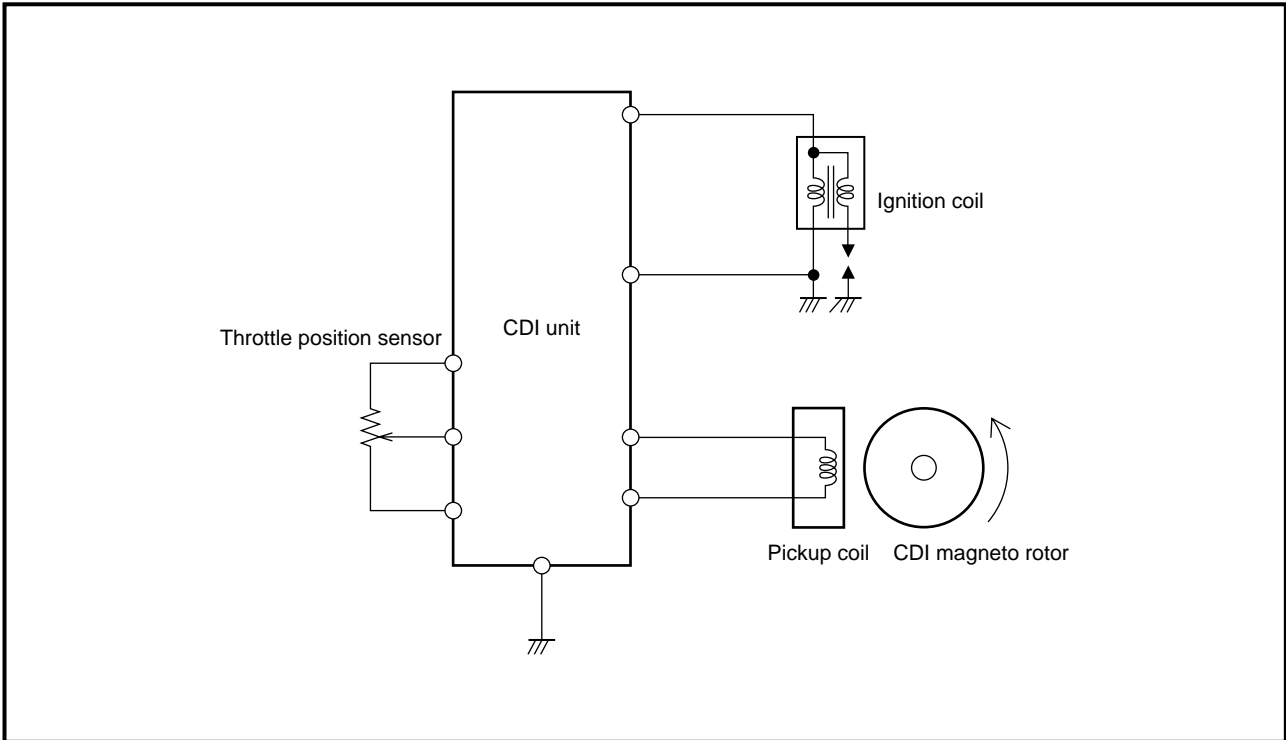 Ignition coil
CDI unit
Throttle position sensor
Pickup coil
CDI magneto rotor